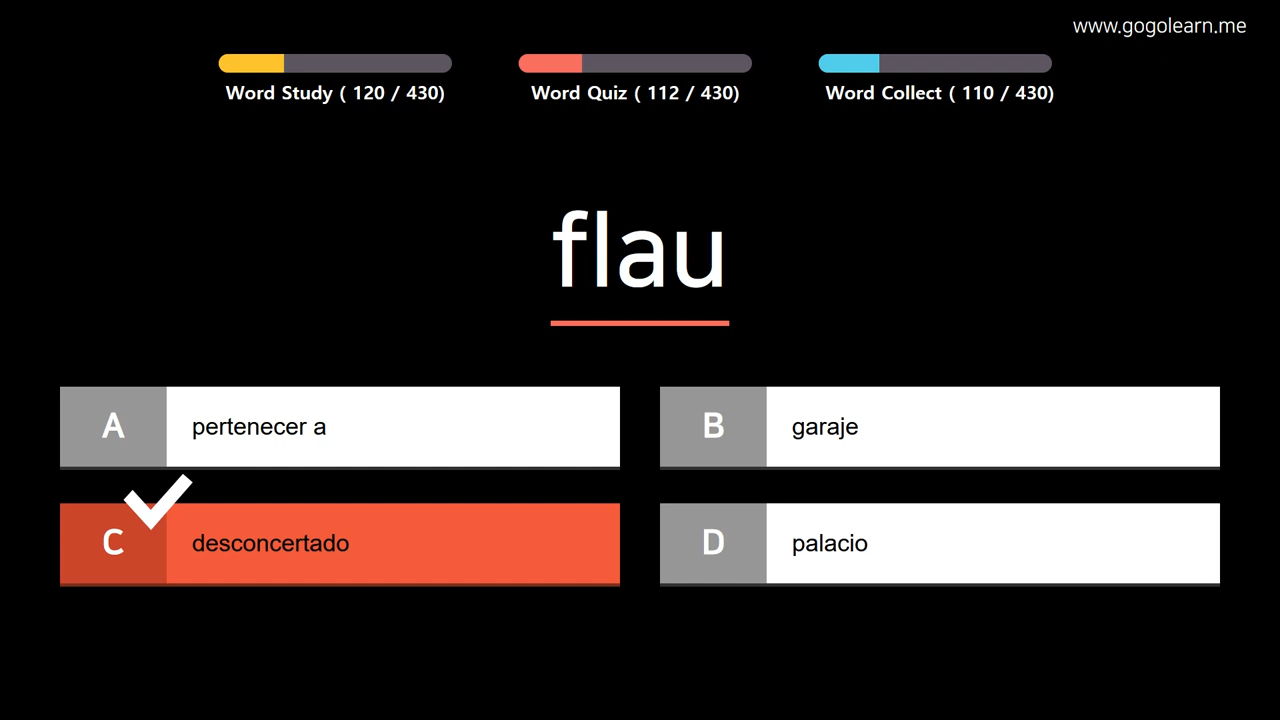 www.gogolearn.me
Word Study ( 120 / 430)
Word Quiz ( 112 / 430)
Word Collect ( 110 / 430)
flau
A pertenecer a
B garaje
C desconcertado
D palacio